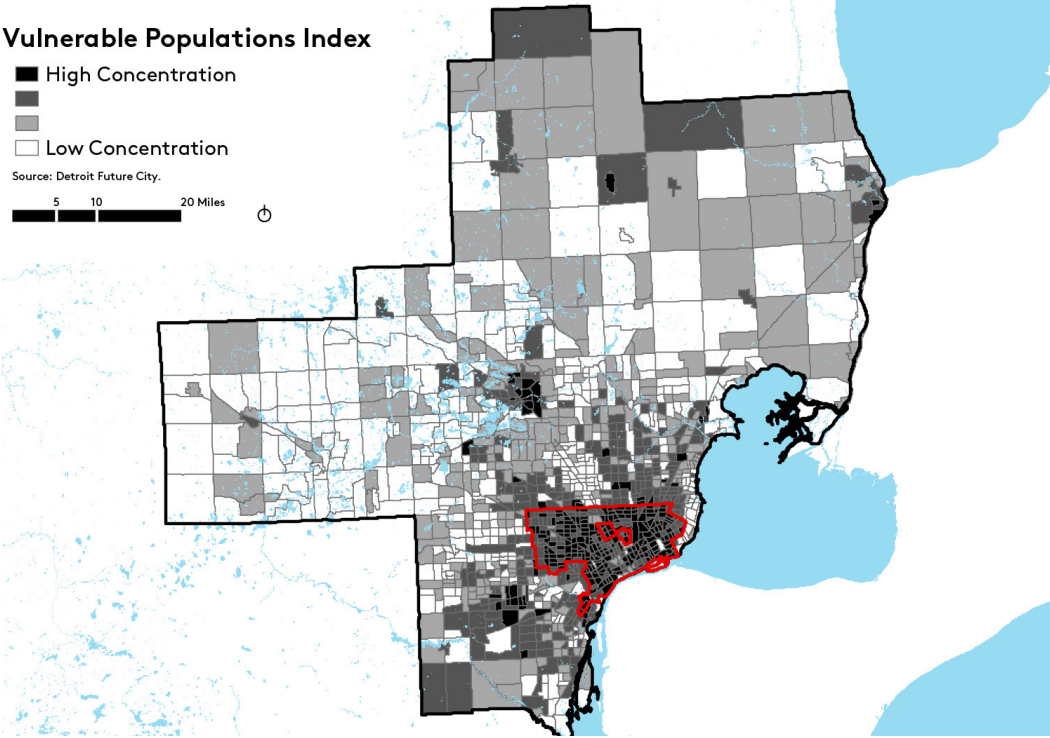 Vulnerable Populations Index
High Concentration
Low Concentration
Source: Detroit Future City.
5 10 20 Miles